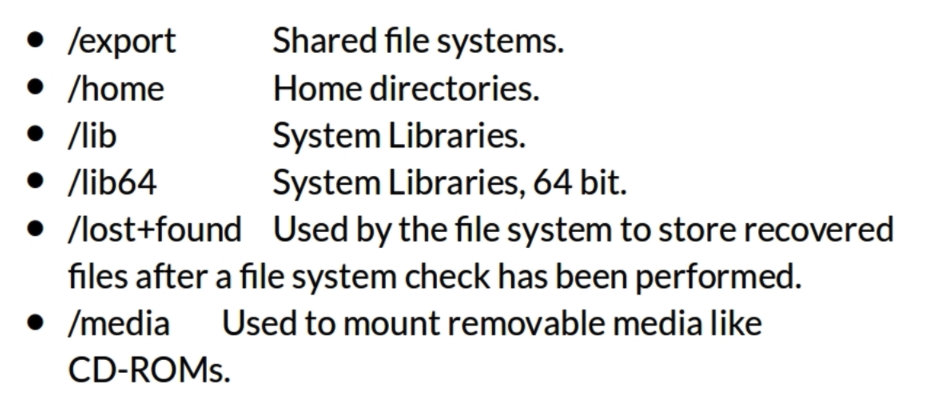 • /export Shared file systems.
• /home Home directories.
• /lib System Libraries.
• /lib64 System Libraries, 64 bit.
• /lost+found Used by the file system to store recovered
files after a file system check has been performed.
• /media Used to mount removable media like
CD-ROMs.